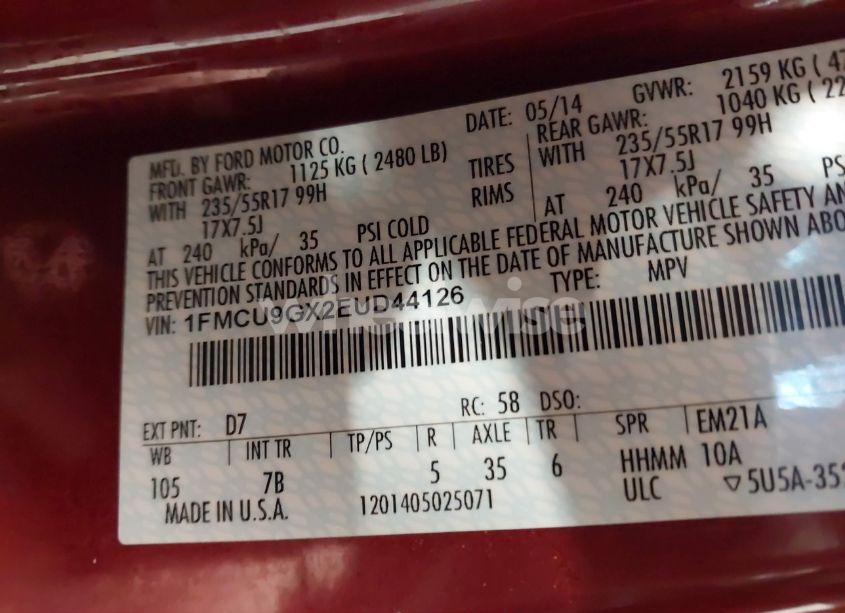 MFD. BY FORD MOTOR CO. DATE: 05/14 GVWR: 2159 KG (
FRONT GAWR: 1125 KG ( 2480 LB) REAR GAWR: 1040 KG (
WITH 235/55R17 99H TIRES WITH 235/55R17 99H
17X7.5J RIMS 17X7.5J
AT 240 kPa/ 35 PSI COLD AT 240 kPa/ 35
THIS VEHICLE CONFORMS TO ALL APPLICABLE FEDERAL MOTOR VEHICLE SAFETY
PREVENTION STANDARDS IN EFFECT ON THE DATE OF MANUFACTURE SHOWN
VIN: 1FMCU9GX2EUD44126 TYPE: MPV
EXT PNT: D7 RC: 58 DSO:
WB INT TR TP/PS R AXLE TR SPR EM21A
105 7B 5 35 6 HHMM 10A
MADE IN U.S.A. 1201405025071 ULC